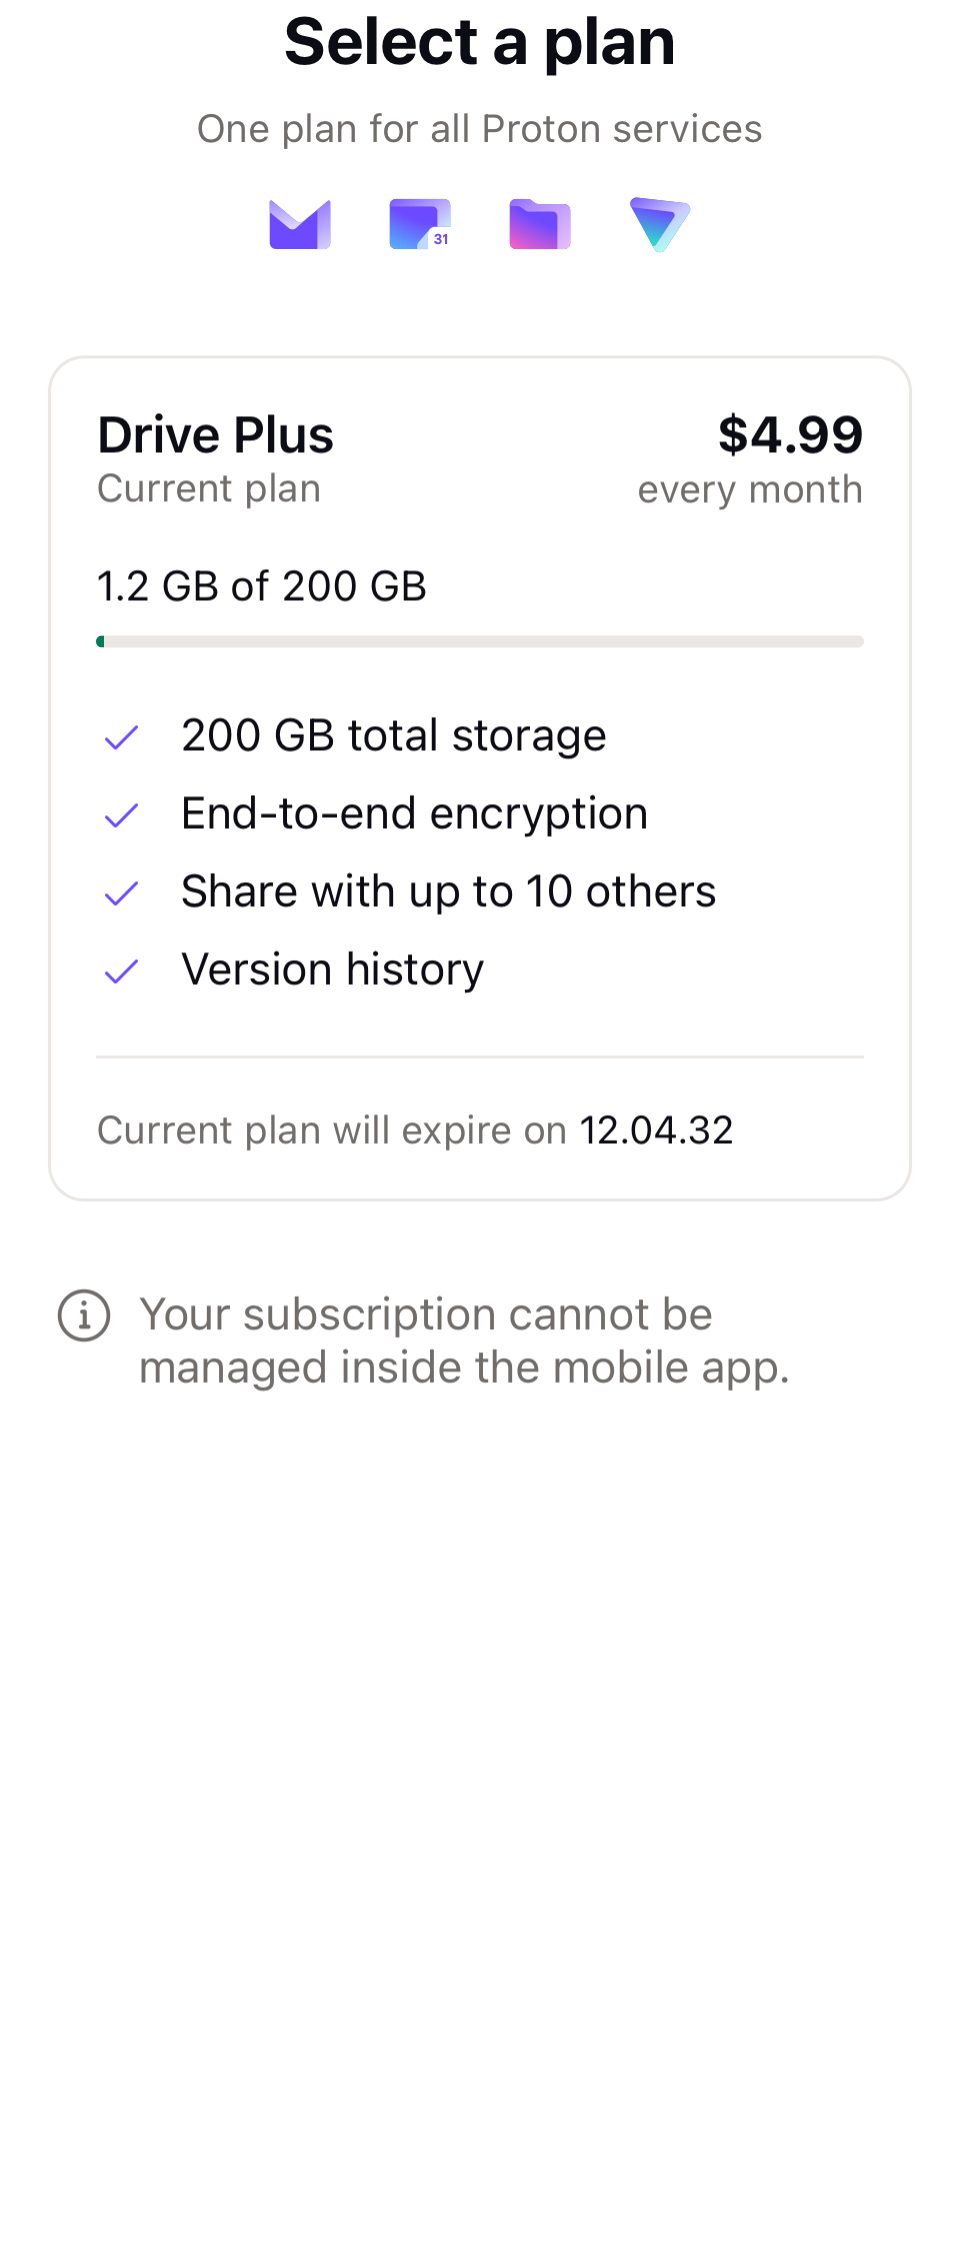 Select a plan
One plan for all Proton services
31
Drive Plus
$4.99
Current plan
every month
1.2 GB of 200 GB
200 GB total storage
End-to-end encryption
Share with up to 10 others
Version history
Current plan will expire on 12.04.32
Your subscription cannot be
managed inside the mobile app.